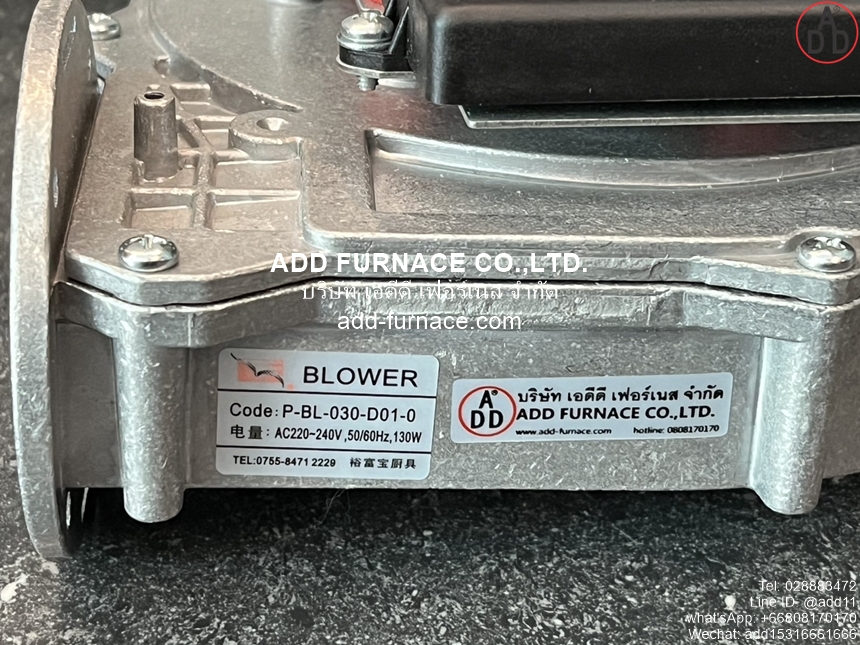 ADD
ADD FURNACE CO.,LTD.
บริษัท เอดีดี เฟอร์เนส จำกัด
add-furnace.com
BLOWER
Code: P-BL-030-D01-0
电量: AC220~240V,50/60Hz,130W
TEL:0755-8471 2229 裕富宝厨具
ADD
บริษัท เอดีดี เฟอร์เนส จำกัด
ADD FURNACE CO.,LTD.
www.add-furnace.com hotline: 0808170170
Tel: 028883472
Line ID- @add11
whatsApp: +66808170170
Wechat: add15316661666